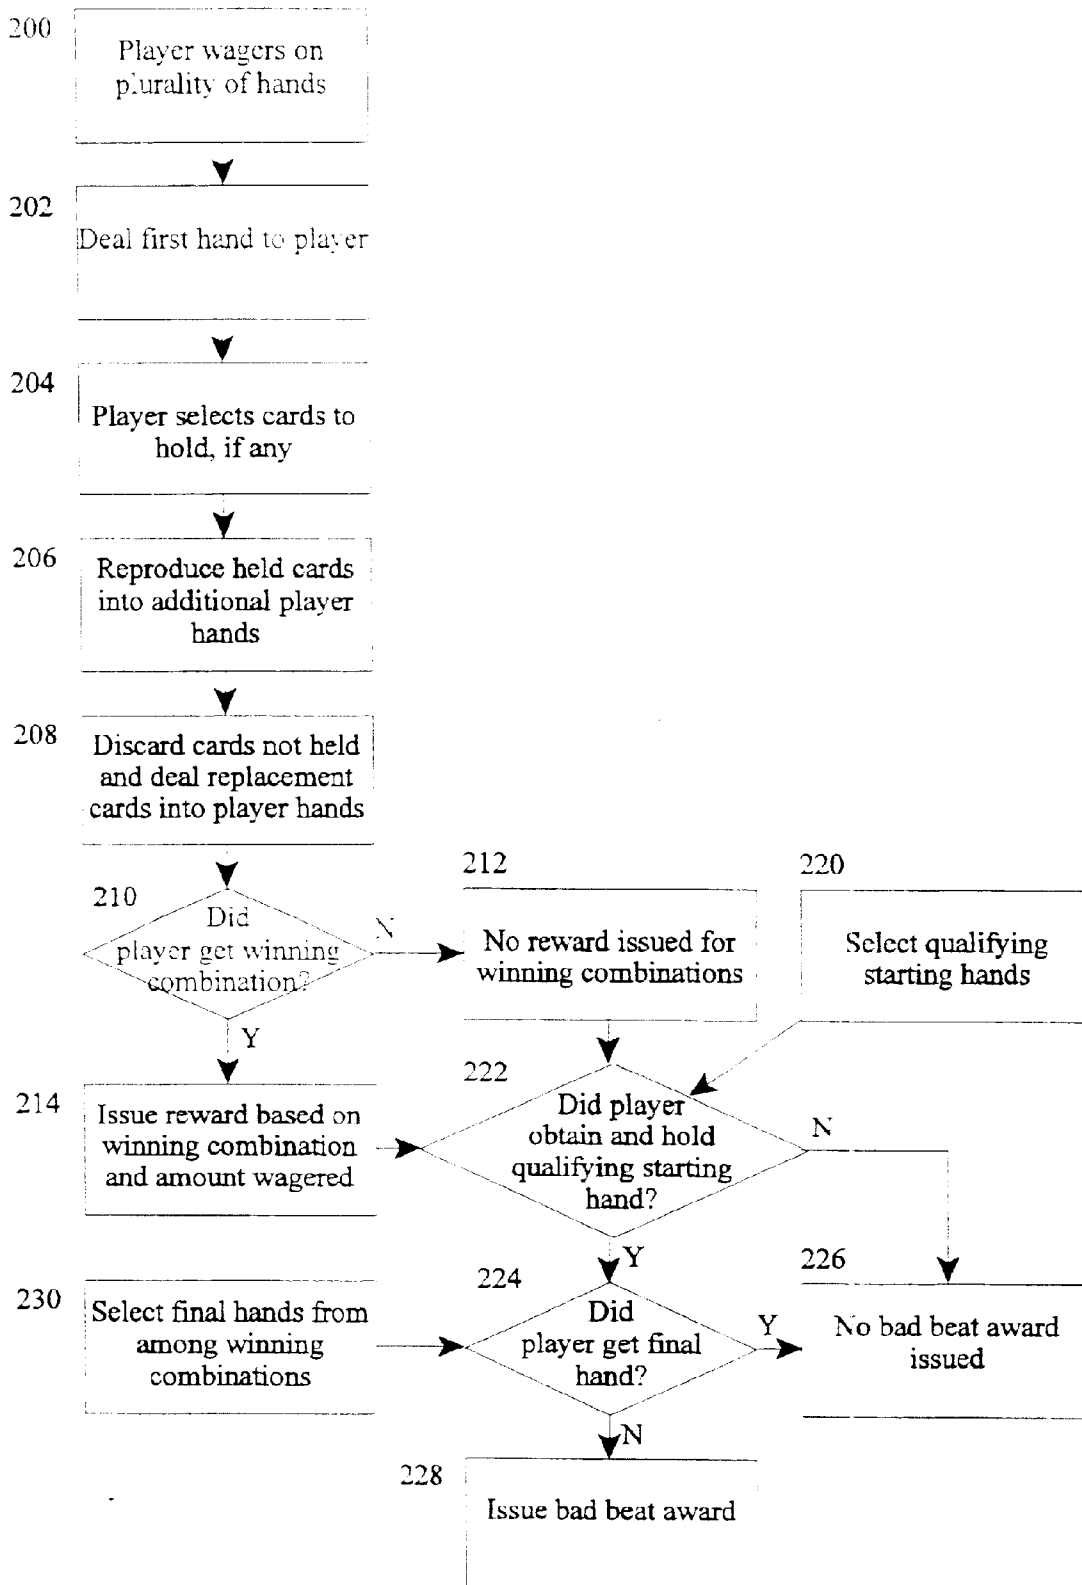 200
Player wagers on
plurality of hands
202
Deal first hand to player
204
Player selects cards to
hold, if any
206
Reproduce held cards
into additional player
hands
208
Discard cards not held
and deal replacement
cards into player hands
210
Did
player get winning
combination?
N
Y
212
No reward issued for
winning combinations
220
Select qualifying
starting hands
214
Issue reward based on
winning combination
and amount wagered
222
Did player
obtain and hold
qualifying starting
hand?
N
Y
230
Select final hands from
among winning
combinations
224
Did
player get final
hand?
Y
N
226
No bad beat award
issued
228
Issue bad beat award